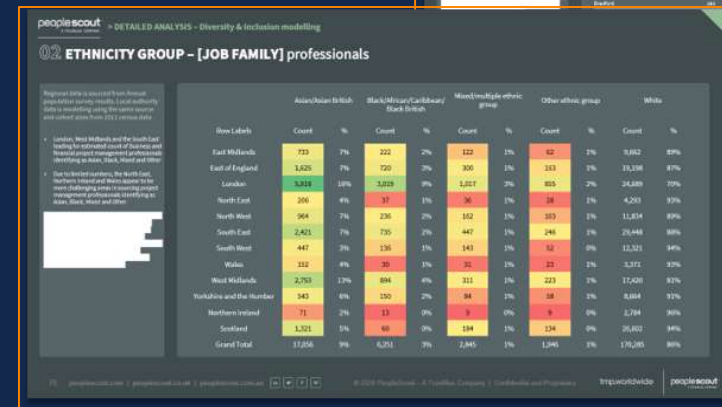 Bradford
peoplescout > DETAILED ANALYSIS – Diversity & inclusion modelling
02 ETHNICITY GROUP – [JOB FAMILY] professionals
Regional data is sourced from Annual
population survey results. Local authority
data is modelling using the same source
and cohort sizes from 2021 census data
• London, West Midlands and the South East
leading for estimated count of business and
financial project management professionals
identifying as Asian, Black, Mixed and Other
• Due to limited numbers, the North East,
Northern Ireland and Wales appear to be
more challenging areas in sourcing project
management professionals identifying as
Asian, Black, Mixed and Other
Asian/Asian British Black/African/Caribbean/ Black British Mixed/multiple ethnic group Other ethnic group White
Row Labels Count % Count % Count % Count % Count %
East Midlands 733 7% 222 2% 122 1% 62 1% 9,662 89%
East of England 1,625 7% 720 3% 300 1% 163 1% 19,198 87%
London 16% 3,019 9% 1,017 3% 855 2% 24,689 70%
North East 206 4% 37 1% 36 1% 28 1% 4,293 93%
North West 964 7% 236 2% 162 1% 103 1% 11,834 89%
South East 2,421 7% 735 2% 447 1% 246 1% 29,448 88%
South West 447 3% 136 1% 143 1% 52 0% 12,321 94%
Wales 152 4% 30 1% 31 1% 23 1% 3,371 93%
West Midlands 2,753 13% 894 4% 311 1% 223 1% 17,420 81%
Yorkshire and the Humber 543 6% 150 2% 84 1% 58 1% 8,664 91%
Northern Ireland 71 2% 13 0% 9 0% 9 0% 2,784 96%
Scotland 1,321 5% 60 0% 184 1% 134 0% 26,602 94%
Grand Total 17,056 9% 6,251 3% 2,845 1% 1,946 1% 170,285 86%
peoplescout.com | peoplescout.co.uk | peoplescout.com.au
PeopleScout – A TrueBlue Company | Confidential and Proprietary
tmp.worldwide peoplescout